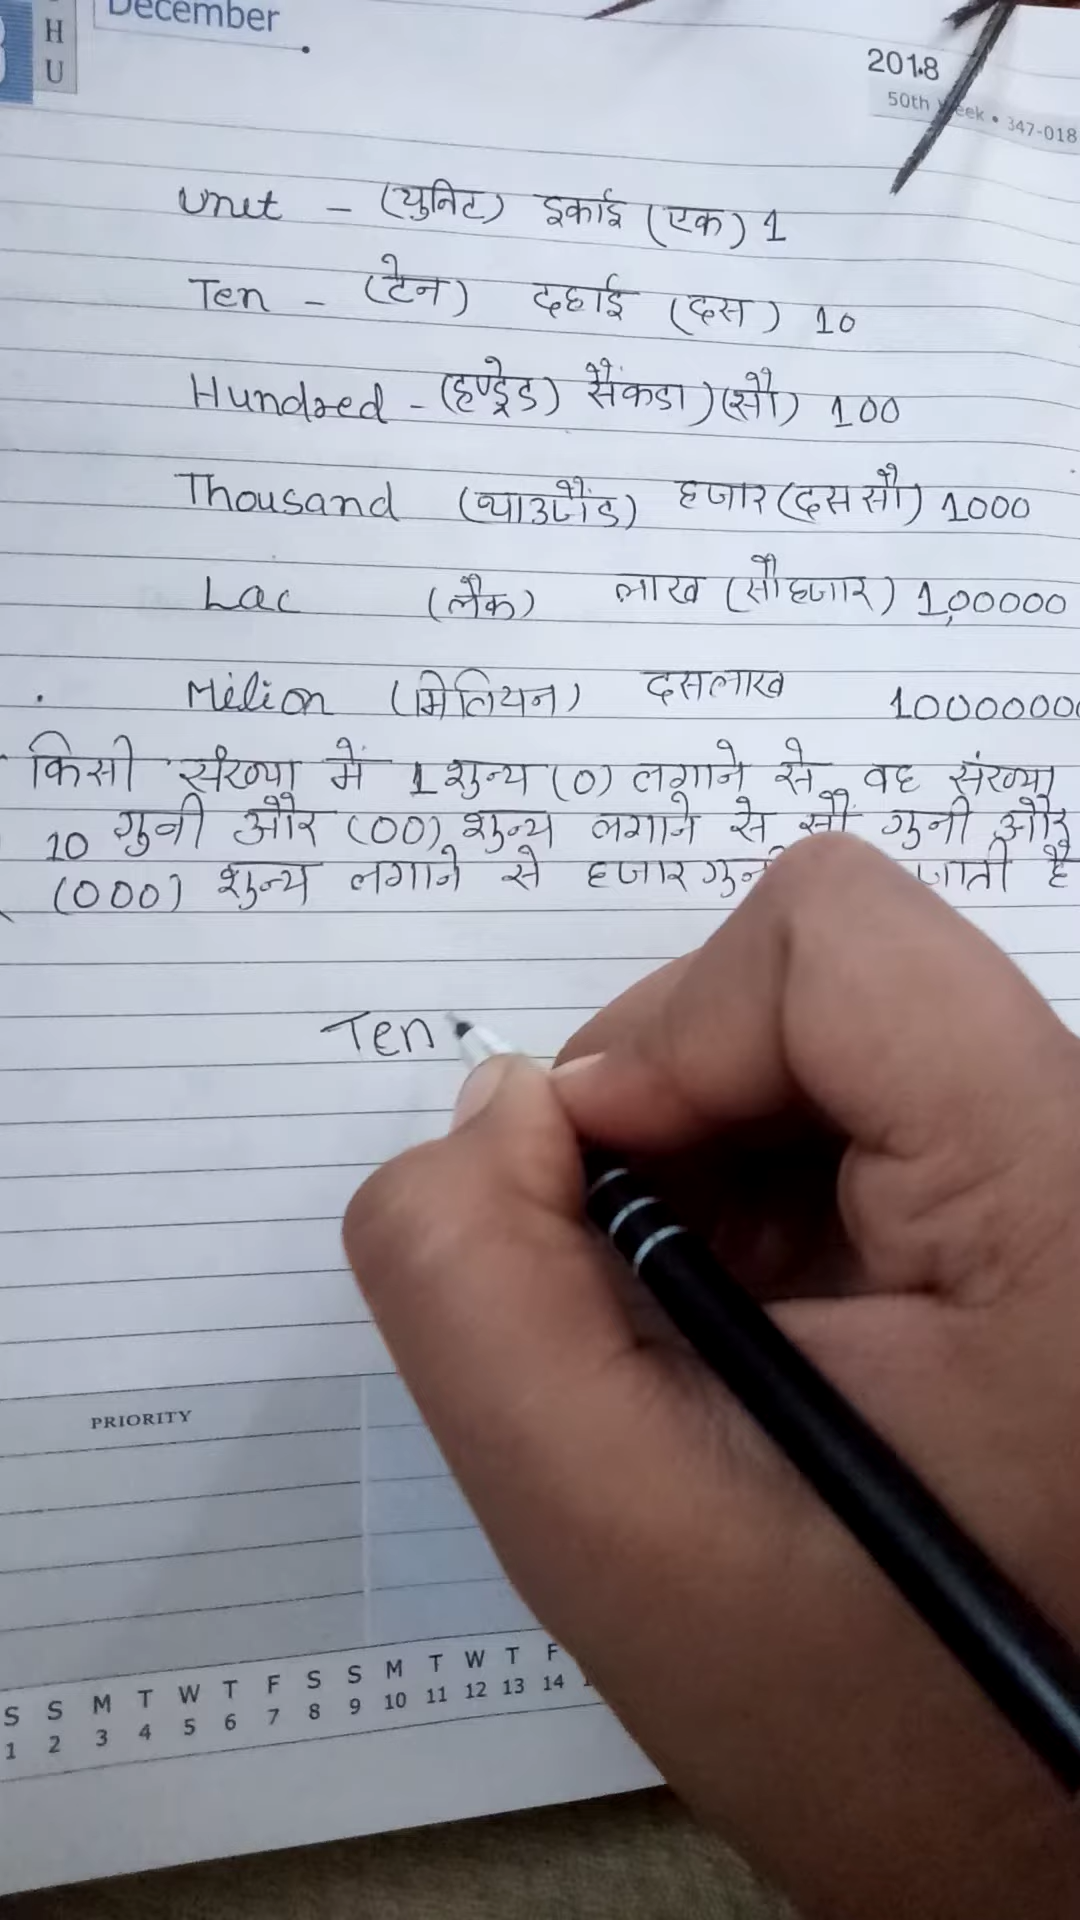 H
U
December
2018
50th Week • 347-018
Unit - (युनिट) इकाई (एक) 1
Ten - (टेन) दहाई (दस) 10
Hundred - (हण्ड्रेड) सैंकडा) (सौ) 100
Thousand (थाउजैंड) हजार (दस सौ) 1000
Lac (लैक) लाख (सौ हजार) 1,00000
Milion (मिलियन) दसलाख 1000000
किसी संख्या में 1 शुन्य (0) लगाने से वह संख्या
10 गुनी और (00) शुन्य लगाने से सौ गुनी और
(000) शुन्य लगाने से हजार जाती है
Ten
PRIORITY
S S M T W T F S S M T W T F
1 2 3 4 5 6 7 8 9 10 11 12 13 14